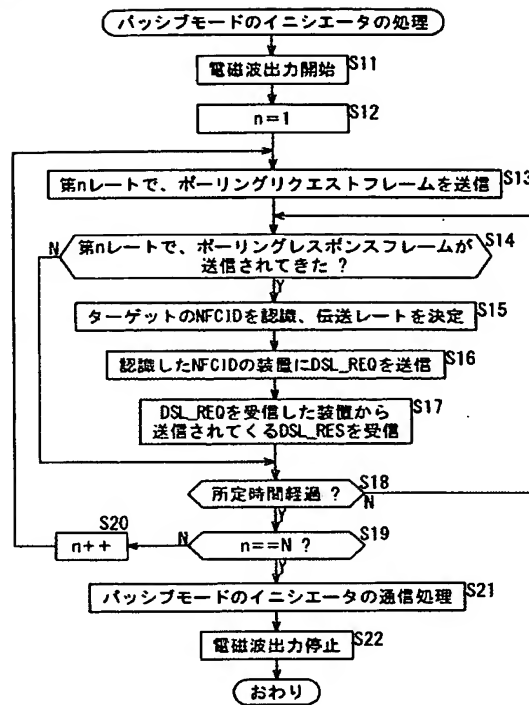 パッシブモードのイニシエータの処理
電磁波出力開始
S11
n=1
S12
第nレートで、ポーリングリクエストフレームを送信
S13
第nレートで、ポーリングレスポンスフレームが
送信されてきた ?
S14
N
Y
ターゲットのNFCIDを認識、伝送レートを決定
S15
認識したNFCIDの装置にDSL_REQを送信
S16
DSL_REQを受信した装置から
送信されてくるDSL_RESを受信
S17
所定時間経過 ?
S18
N
Y
n==N ?
S19
N
Y
n++
S20
パッシブモードのイニシエータの通信処理
S21
電磁波出力停止
S22
おわり